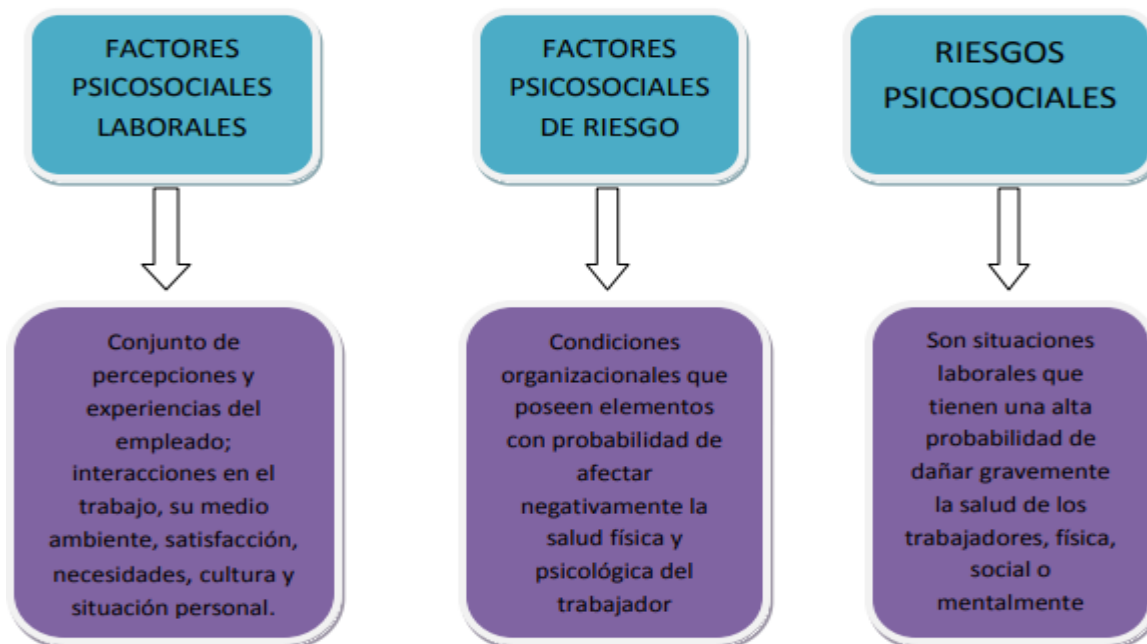 FACTORES
PSICOSOCIALES
LABORALES
FACTORES
PSICOSOCIALES
DE RIESGO
RIESGOS
PSICOSOCIALES
Conjunto de
percepciones y
experiencias del
empleado;
interacciones en el
trabajo, su medio
ambiente, satisfacción,
necesidades, cultura y
situación personal.
Condiciones
organizacionales que
poseen elementos
con probabilidad de
afectar
negativamente la
salud física y
psicológica del
trabajador
Son situaciones
laborales que
tienen una alta
probabilidad de
dañar gravemente
la salud de los
trabajadores, física,
social o
mentalmente